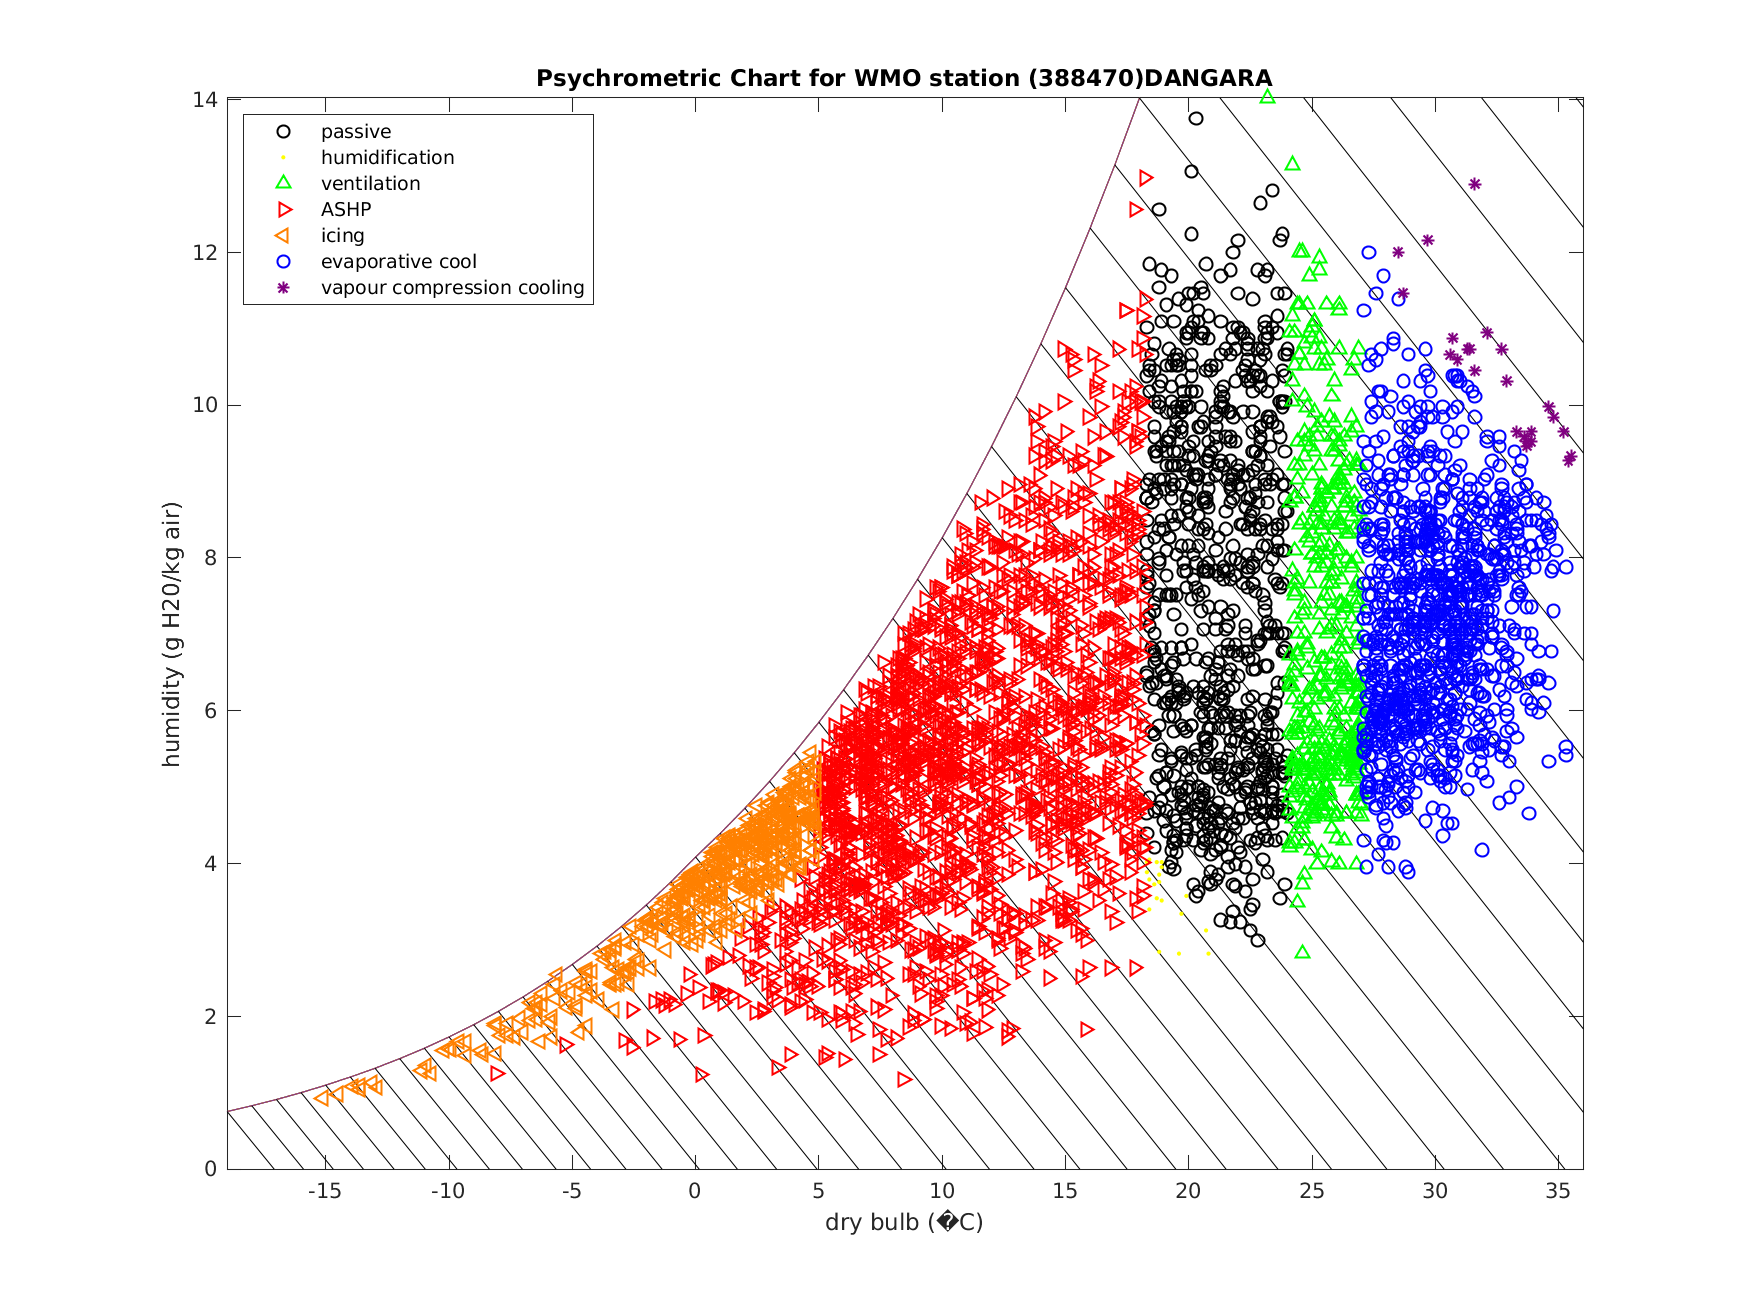 Psychrometric Chart for WMO station (388470)DANGARA
passive
humidification
ventilation
ASHP
icing
evaporative cool
vapour compression cooling
14
12
10
8
6
4
2
0
humidity (g H20/kg air)
-15 -10 -5 0 5 10 15 20 25 30 35
dry bulb (�C)